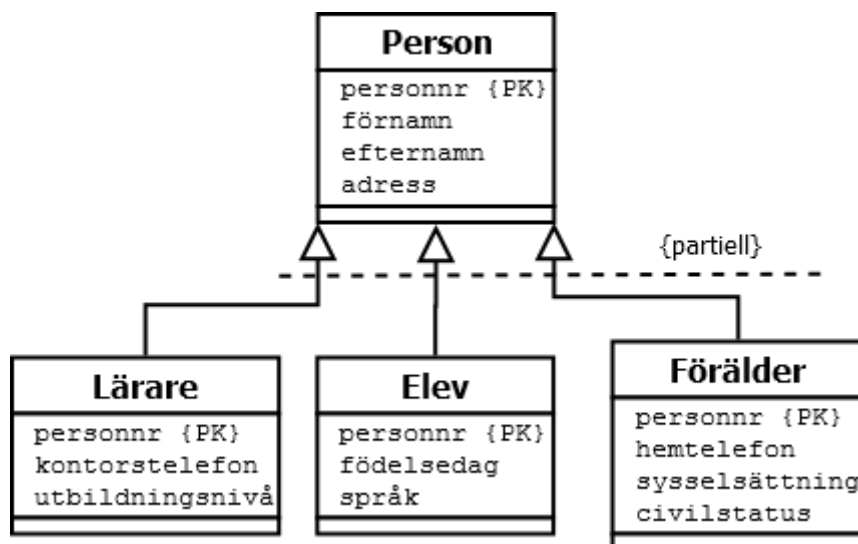 Person
personnr {PK}
förnamn
efternamn
adress
{partiell}
Lärare
personnr {PK}
kontorstelefon
utbildningsnivå
Elev
personnr {PK}
födelsedag
språk
Förälder
personnr {PK}
hemtelefon
sysselsättning
civilstatus